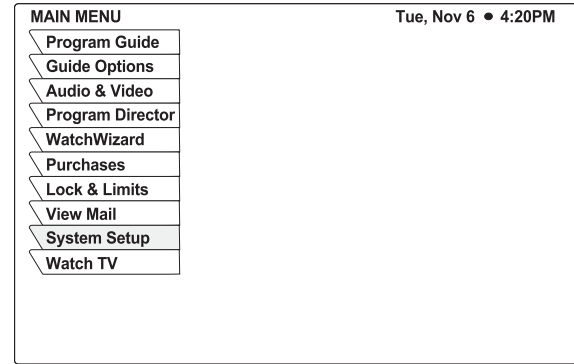 MAIN MENU Tue, Nov 6 ● 4:20PM
Program Guide
Guide Options
Audio & Video
Program Director
WatchWizard
Purchases
Lock & Limits
View Mail
System Setup
Watch TV